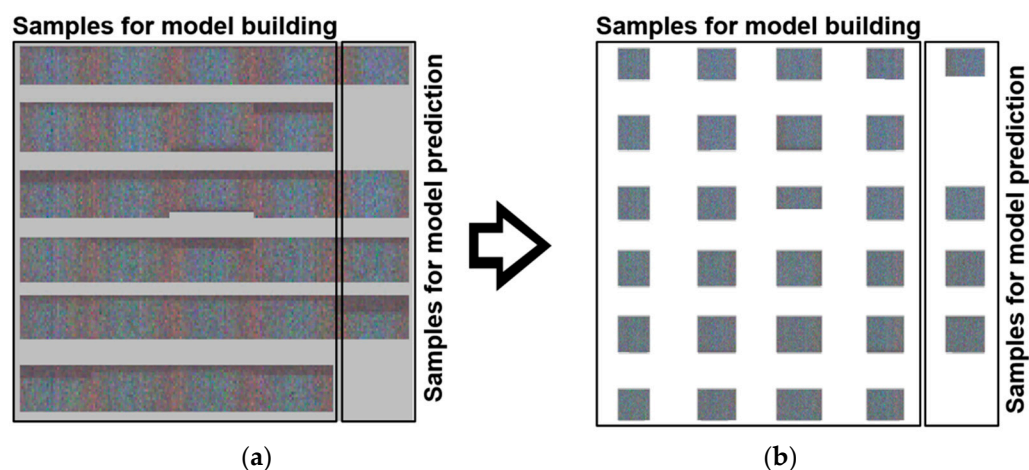 Samples for model building
Samples for model prediction
Samples for model building
Samples for model prediction
(a)
(b)